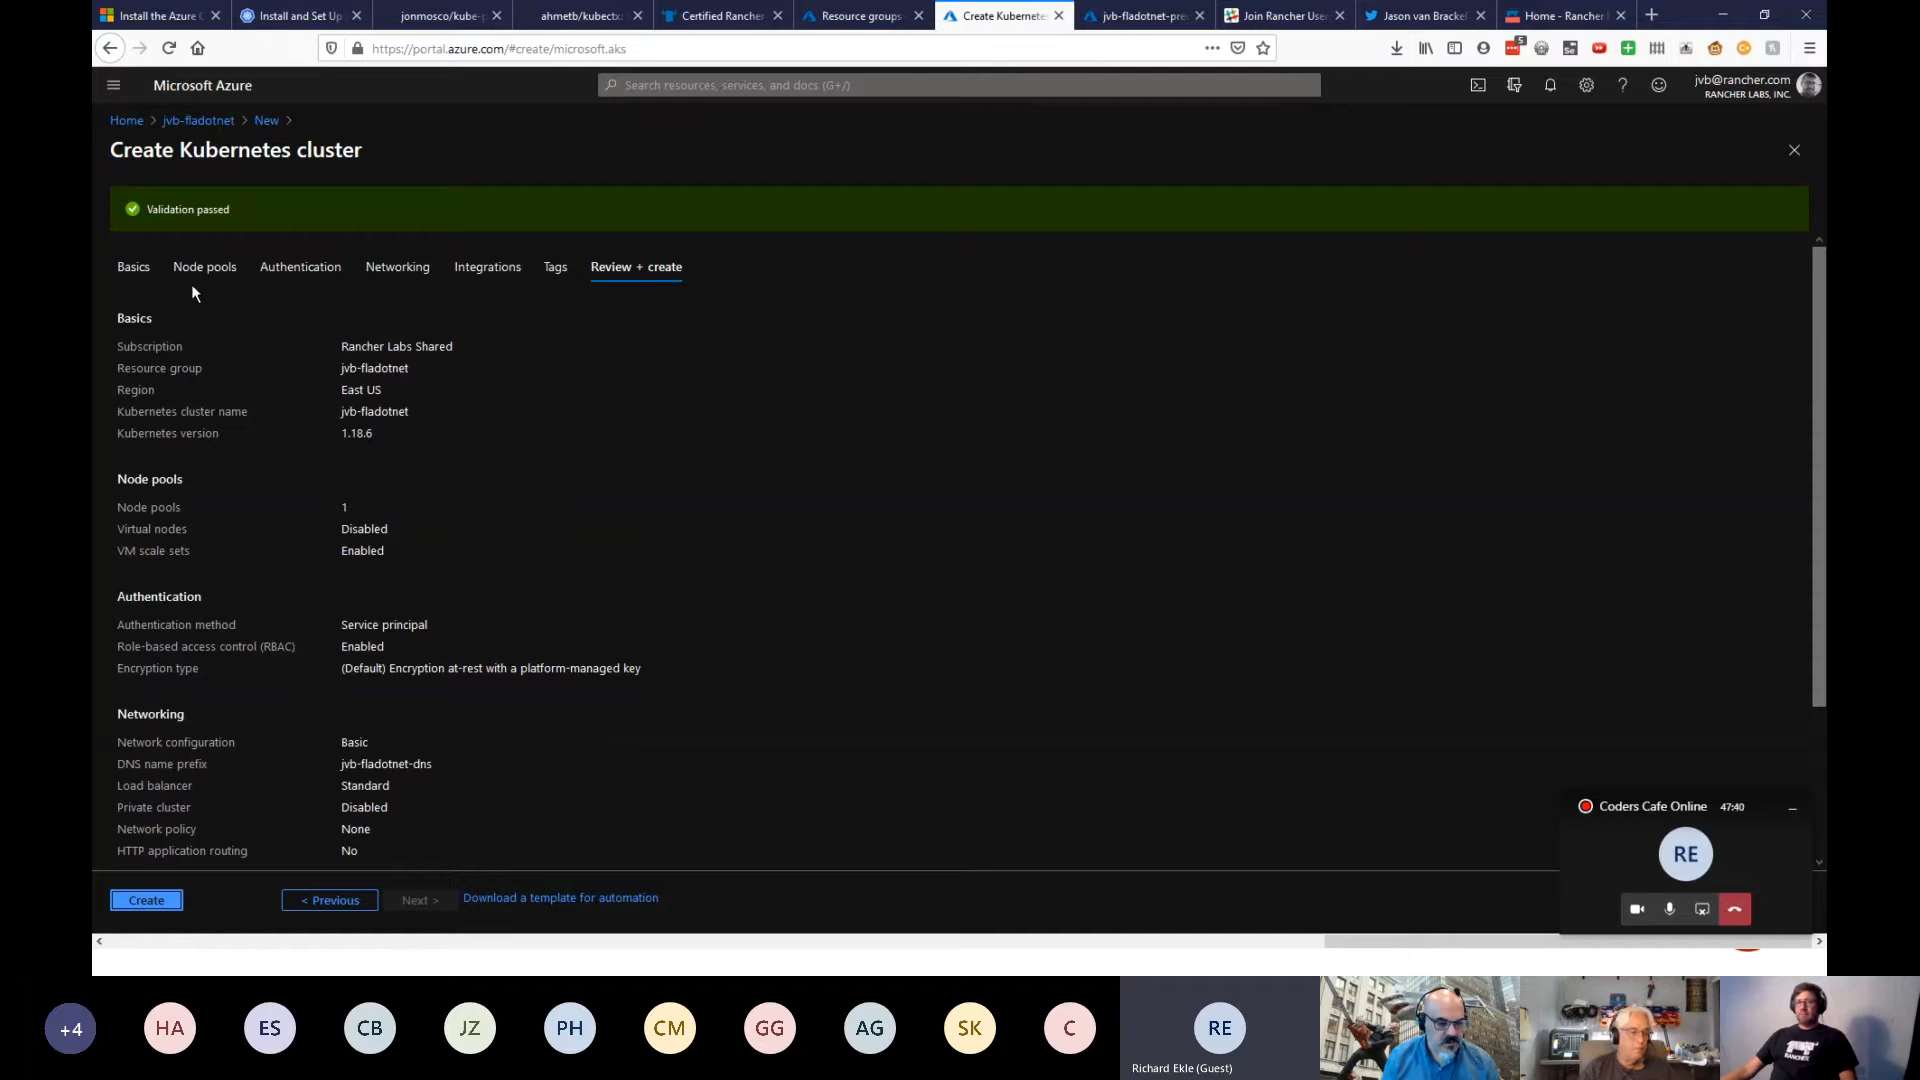 Install the Azure C
Install and Set Up
jonmosco/kube-p
ahmetb/kubectx:
Certified Rancher
Resource groups -
Create Kubernetes
jvb-fladotnet-prec
Join Rancher User
Jason van Brackel
Home - Rancher
https://portal.azure.com/#create/microsoft.aks
5
Microsoft Azure
Search resources, services, and docs (G+/)
jvb@rancher.com
RANCHER LABS, INC.
Home > jvb-fladotnet > New >
Create Kubernetes cluster
Validation passed
Basics Node pools Authentication Networking Integrations Tags Review + create
Basics
Subscription Rancher Labs Shared
Resource group jvb-fladotnet
Region East US
Kubernetes cluster name jvb-fladotnet
Kubernetes version 1.18.6
Node pools
Node pools 1
Virtual nodes Disabled
VM scale sets Enabled
Authentication
Authentication method Service principal
Role-based access control (RBAC) Enabled
Encryption type (Default) Encryption at-rest with a platform-managed key
Networking
Network configuration Basic
DNS name prefix jvb-fladotnet-dns
Load balancer Standard
Private cluster Disabled
Network policy None
HTTP application routing No
Create < Previous Next > Download a template for automation
Coders Cafe Online 47:40
RE
+4 HA ES CB JZ PH CM GG AG SK C RE
Richard Ekle (Guest)
RANCHER